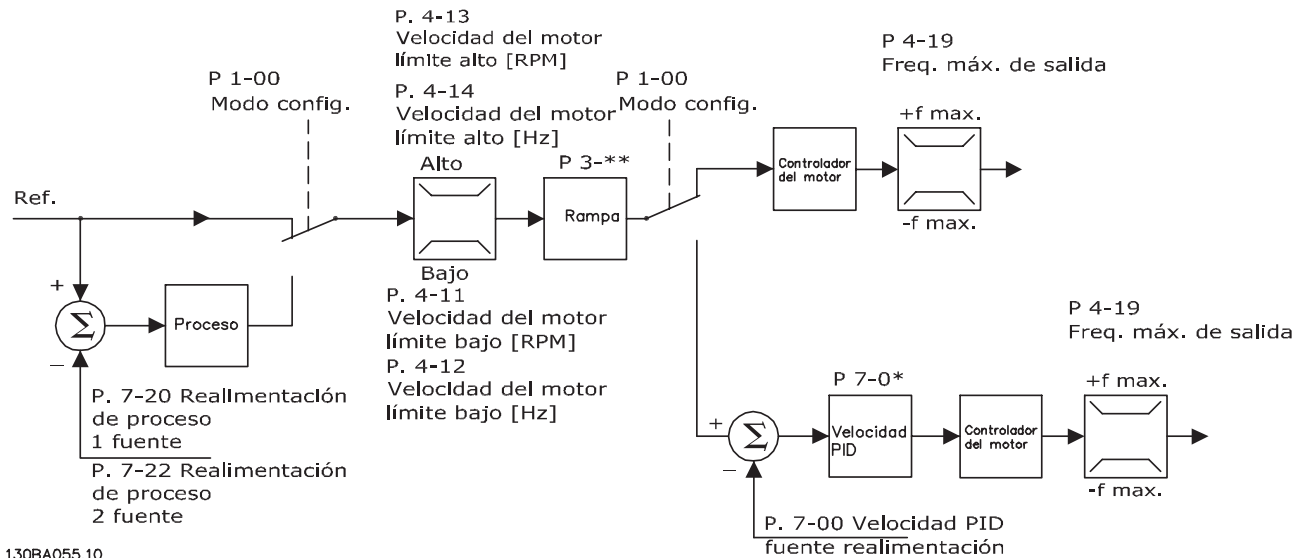 P. 4-13
Velocidad del motor
límite alto [RPM]
P 4-19
Freq. máx. de salida
P 1-00
Modo config.
P. 4-14
Velocidad del motor
límite alto [Hz]
P 1-00
Modo config.
+f max.
Alto
P 3-**
Controlador
del motor
Ref.
Rampa
-f max.
Bajo
+
Σ
Proceso
−
P. 4-11
Velocidad del motor
límite bajo [RPM]
P. 4-12
Velocidad del motor
límite bajo [Hz]
P 4-19
Freq. máx. de salida
P. 7-20 Realimentación
de proceso
1 fuente
P. 7-22 Realimentación
de proceso
2 fuente
P 7-0*
+f max.
+
Σ
Velocidad
PID
Controlador
del motor
−
-f max.
P. 7-00 Velocidad PID
fuente realimentación
130BA055.10